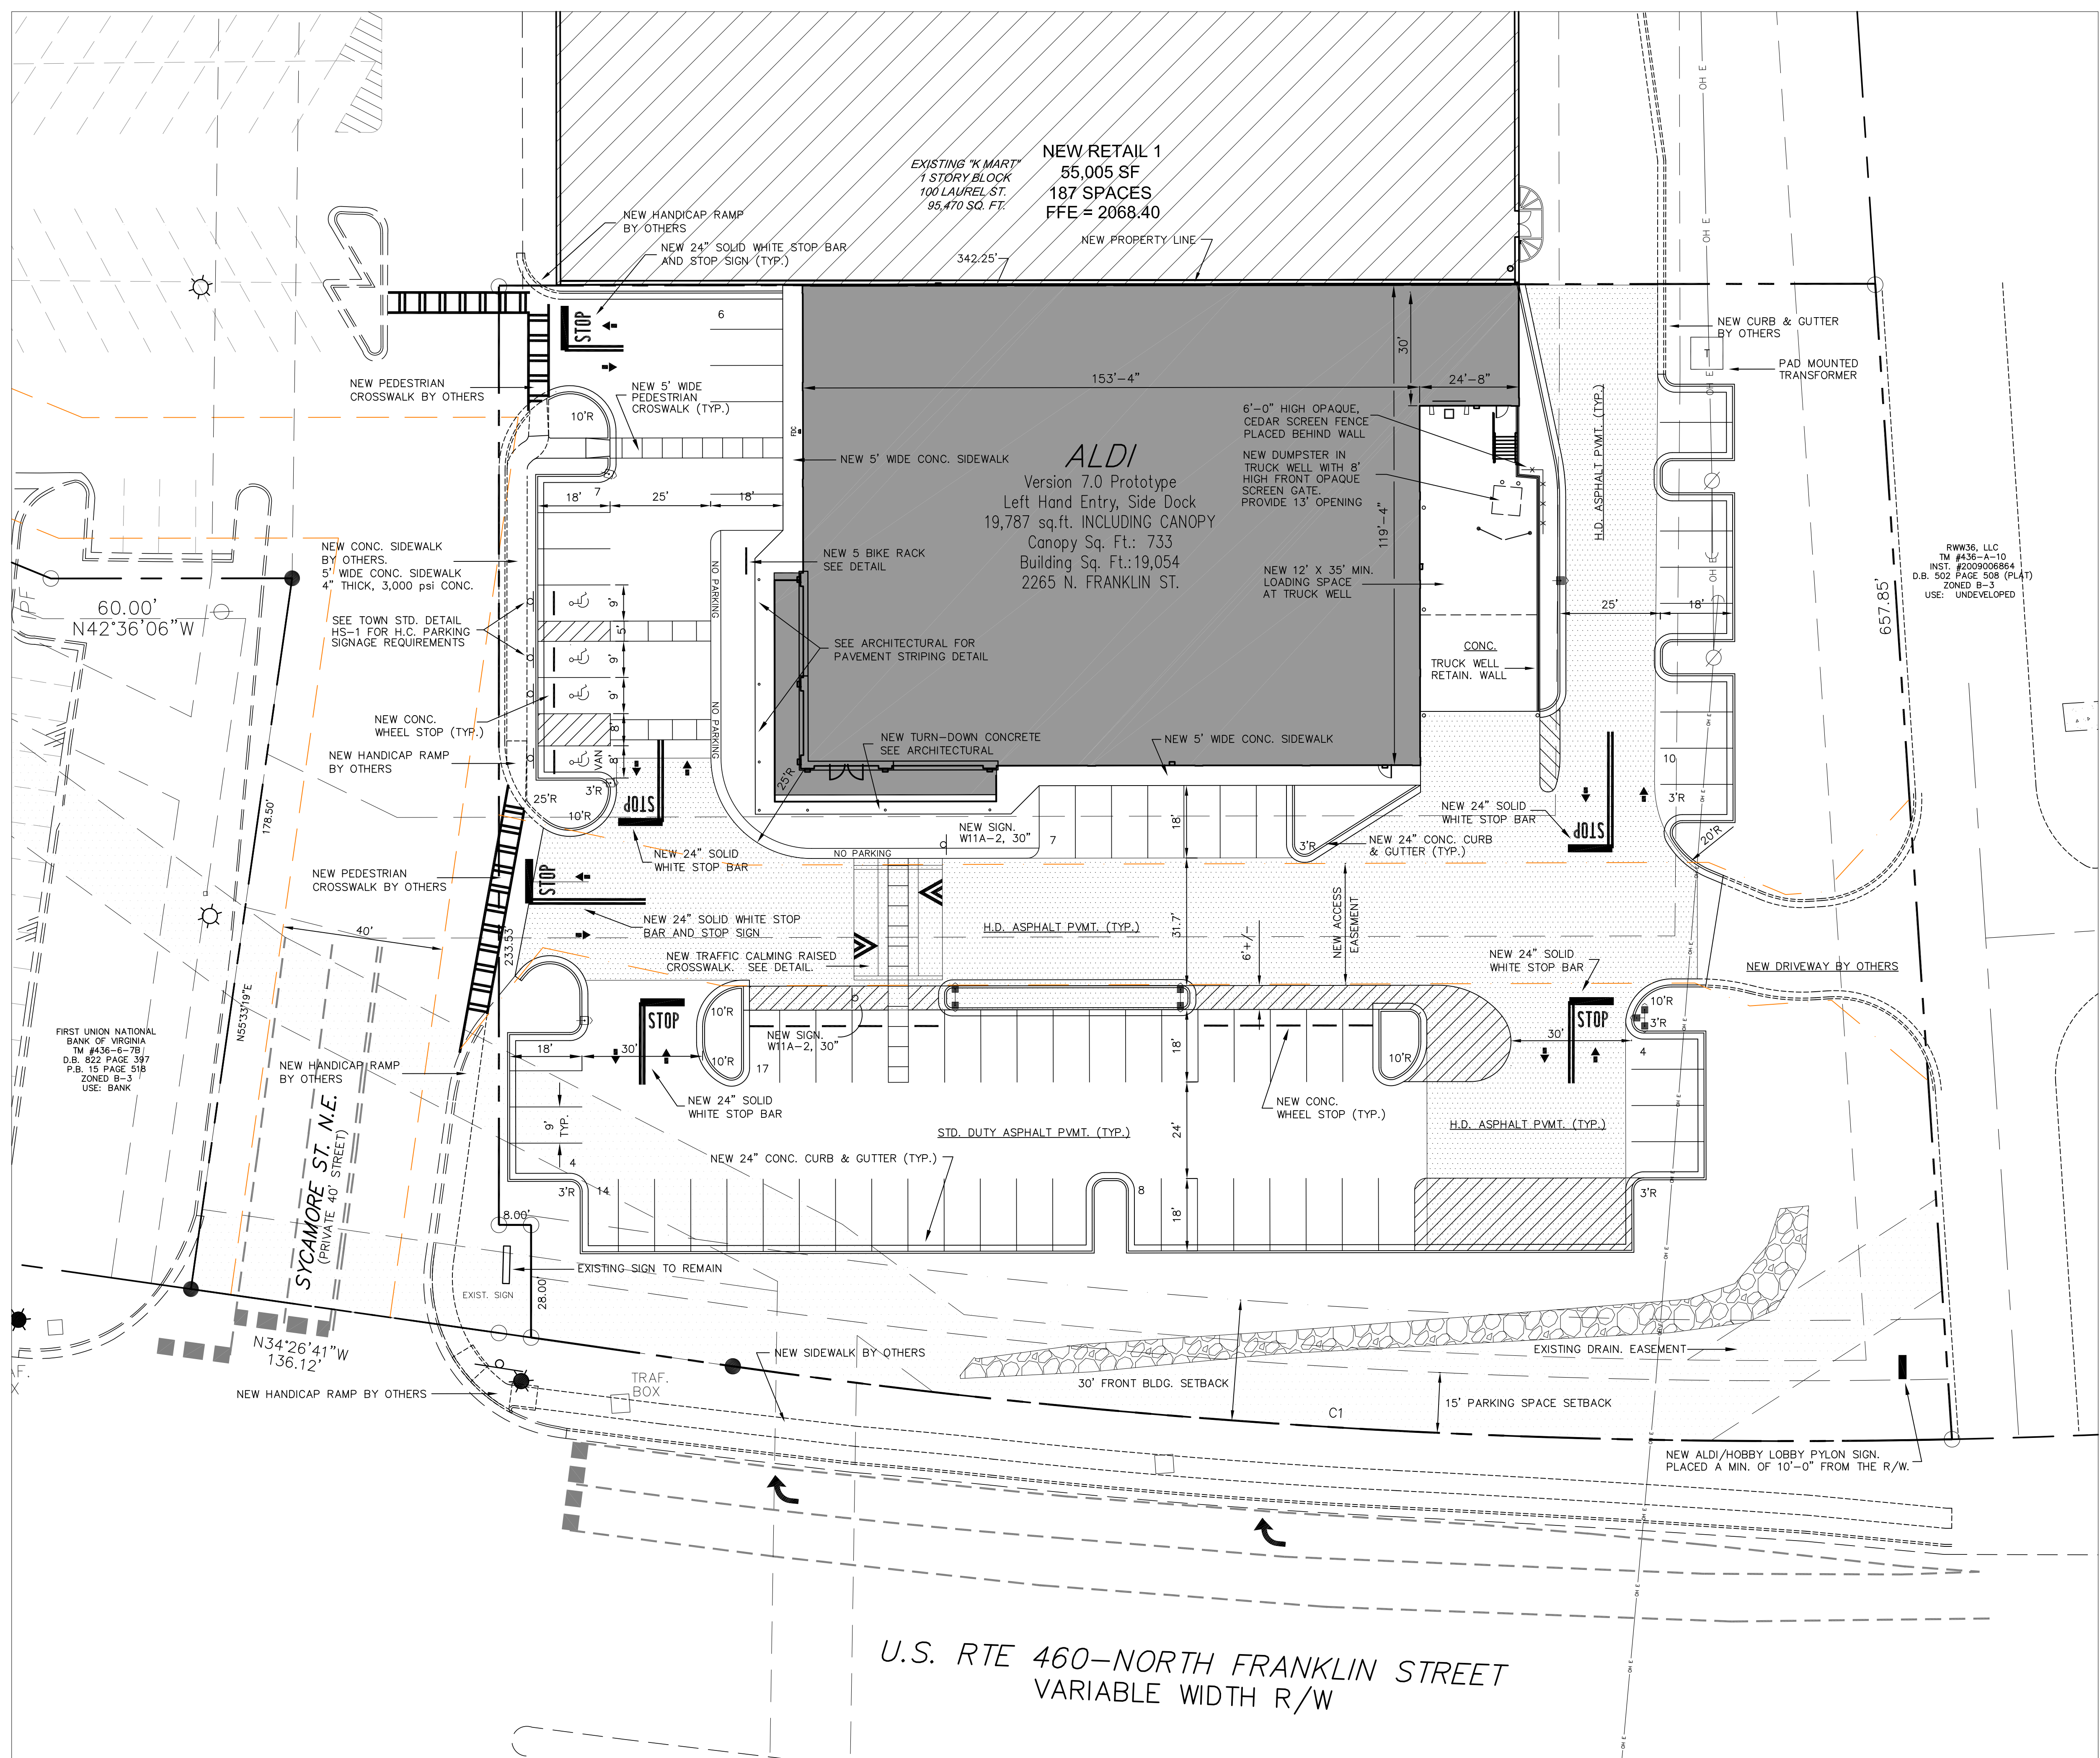 EXISTING "K MART"
1 STORY BLOCK
100 LAUREL ST.
95,470 SQ. FT.
NEW RETAIL 1
55,005 SF
187 SPACES
FFE = 2068.40
NEW HANDICAP RAMP
BY OTHERS
NEW 24" SOLID WHITE STOP BAR
AND STOP SIGN (TYP.)
342.25'
NEW PROPERTY LINE
OH E
OH E
OH E
OH E
OH E
STOP
6
NEW CURB & GUTTER
BY OTHERS
T
PAD MOUNTED
TRANSFORMER
NEW PEDESTRIAN
CROSSWALK BY OTHERS
NEW 5' WIDE
PEDESTRIAN
CROSWALK (TYP.)
10'R
FDC
153'-4"
24'-8"
30'
119'-4"
NEW 5' WIDE CONC. SIDEWALK
ALDI
Version 7.0 Prototype
Left Hand Entry, Side Dock
19,787 sq.ft. INCLUDING CANOPY
Canopy Sq. Ft.: 733
Building Sq. Ft.:19,054
2265 N. FRANKLIN ST.
6'-0" HIGH OPAQUE,
CEDAR SCREEN FENCE
PLACED BEHIND WALL
NEW DUMPSTER IN
TRUCK WELL WITH 8'
HIGH FRONT OPAQUE
SCREEN GATE.
PROVIDE 13' OPENING
NEW 12' X 35' MIN.
LOADING SPACE
AT TRUCK WELL
H.D. ASPHALT PVMT. (TYP.)
18'
7
25'
18'
NEW CONC. SIDEWALK
BY OTHERS.
5' WIDE CONC. SIDEWALK
4" THICK, 3,000 psi CONC.
NEW 5 BIKE RACK
SEE DETAIL
NO PARKING
RWW36, LLC
TM #436-A-10
INST. #2009006864
D.B. 502 PAGE 508 (PLAT)
ZONED B-3
USE: UNDEVELOPED
657.85'
PF
60.00'
N42°36'06"W
SEE TOWN STD. DETAIL
HS-1 FOR H.C. PARKING
SIGNAGE REQUIREMENTS
9'
5'
9'
9'
8'
8'
VAN
25'
18'
SEE ARCHITECTURAL FOR
PAVEMENT STRIPING DETAIL
CONC.
TRUCK WELL
RETAIN. WALL
NEW CONC.
WHEEL STOP (TYP.)
NO PARKING
NEW TURN-DOWN CONCRETE
SEE ARCHITECTURAL
NEW 5' WIDE CONC. SIDEWALK
NEW HANDICAP RAMP
BY OTHERS
25'R
3'R
10'R
25'R
STOP
10
3'R
20'R
178.50'
NEW 24" SOLID
WHITE STOP BAR
STOP
NEW SIGN.
W11A-2, 30"
7
18'
3'R
NEW 24" CONC. CURB
& GUTTER (TYP.)
NEW 24" SOLID
WHITE STOP BAR
NO PARKING
NEW PEDESTRIAN
CROSSWALK BY OTHERS
STOP
NEW 24" SOLID WHITE STOP
BAR AND STOP SIGN
40'
233.53'
H.D. ASPHALT PVMT. (TYP.)
31.7'
6'+/-
NEW ACCESS
EASEMENT
NEW TRAFFIC CALMING RAISED
CROSSWALK. SEE DETAIL.
NEW 24" SOLID
WHITE STOP BAR
NEW DRIVEWAY BY OTHERS
N55°33'19"E
FIRST UNION NATIONAL
BANK OF VIRGINIA
TM #436-6-7B
D.B. 822 PAGE 397
P.B. 15 PAGE 518
ZONED B-3
USE: BANK
STOP
10'R
10'R
NEW SIGN.
W11A-2, 30"
17
18'
10'R
30'
STOP
10'R
3'R
4
18'
30'
NEW HANDICAP RAMP
BY OTHERS
NEW 24" SOLID
WHITE STOP BAR
NEW CONC.
WHEEL STOP (TYP.)
9'
TYP.
4
STD. DUTY ASPHALT PVMT. (TYP.)
24'
H.D. ASPHALT PVMT. (TYP.)
NEW 24" CONC. CURB & GUTTER (TYP.)
SYCAMORE ST. N.E.
(PRIVATE 40' STREET)
3'R
14
8
18'
3'R
8.00'
EXISTING SIGN TO REMAIN
EXIST. SIGN
28.00'
N34°26'41"W
136.12'
NEW SIDEWALK BY OTHERS
EXISTING DRAIN. EASEMENT
30' FRONT BLDG. SETBACK
15' PARKING SPACE SETBACK
C1
TRAF.
BOX
NEW HANDICAP RAMP BY OTHERS
NEW ALDI/HOBBY LOBBY PYLON SIGN.
PLACED A MIN. OF 10'-0" FROM THE R/W.
U.S. RTE 460-NORTH FRANKLIN STREET
VARIABLE WIDTH R/W